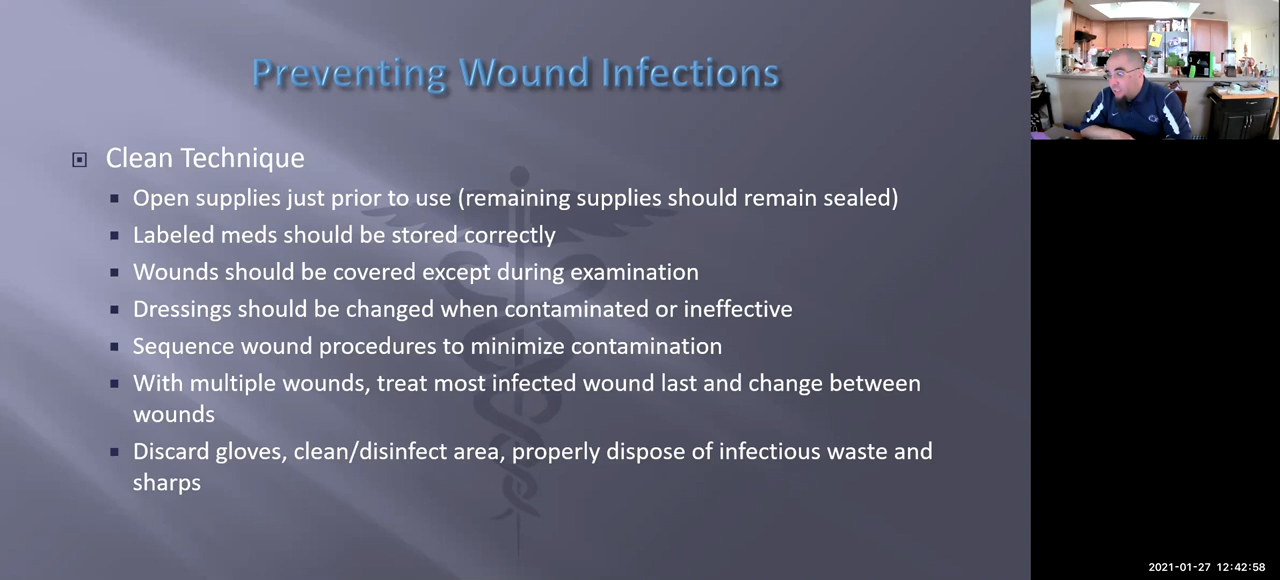 Preventing Wound Infections
Clean Technique
Open supplies just prior to use (remaining supplies should remain sealed)
Labeled meds should be stored correctly
Wounds should be covered except during examination
Dressings should be changed when contaminated or ineffective
Sequence wound procedures to minimize contamination
With multiple wounds, treat most infected wound last and change between
wounds
Discard gloves, clean/disinfect area, properly dispose of infectious waste and
sharps
2021-01-27 12:42:58